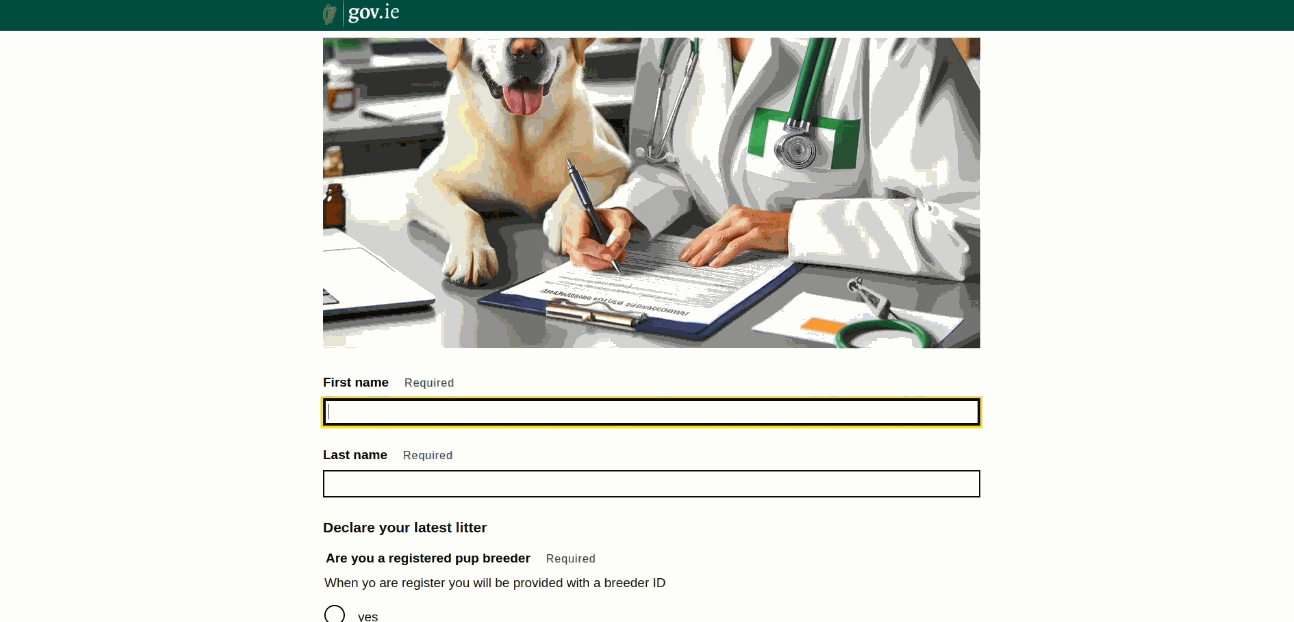 gov.ie
First name Required
Last name Required
Declare your latest litter
Are you a registered pup breeder Required
When yo are register you will be provided with a breeder ID
yes